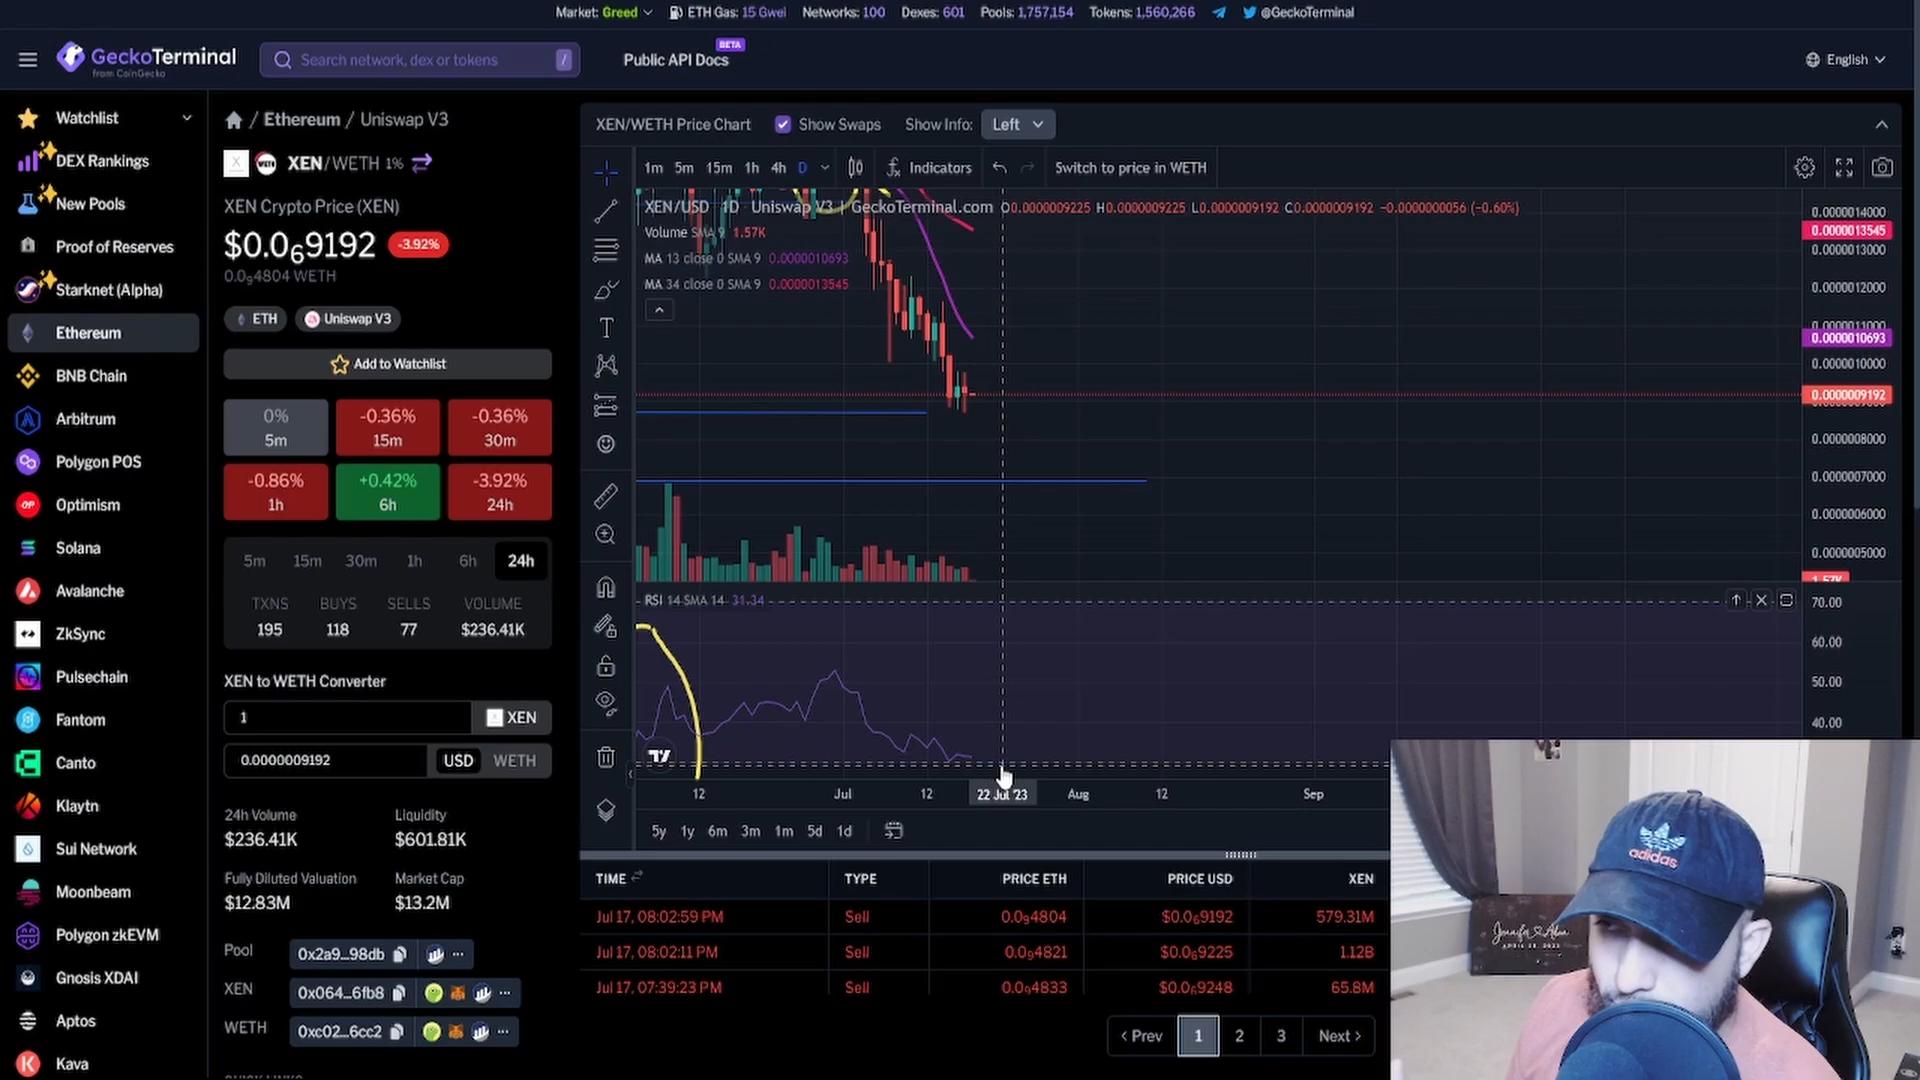 Market: Greed ETH Gas: 15 Gwei Networks: 100 Dexes: 601 Pools: 1,757,154 Tokens: 1,560,266 @GeckoTerminal
GeckoTerminal
from CoinGecko
Search network, dex or tokens /
Public API Docs
BETA
English
Watchlist
DEX Rankings
New Pools
Proof of Reserves
Starknet (Alpha)
Ethereum
BNB Chain
Arbitrum
Polygon POS
Optimism
Solana
Avalanche
ZkSync
Pulsechain
Fantom
Canto
Klaytn
Sui Network
Moonbeam
Polygon zkEVM
Gnosis XDAI
Aptos
Kava
/ Ethereum / Uniswap V3
XEN/WETH 1%
XEN Crypto Price (XEN)
$0.0₆9192 -3.92%
0.0₉4804 WETH
ETH Uniswap V3
Add to Watchlist
0% -0.36% -0.36%
5m 15m 30m
-0.86% +0.42% -3.92%
1h 6h 24h
5m 15m 30m 1h 6h 24h
TXNS BUYS SELLS VOLUME
195 118 77 $236.41K
XEN to WETH Converter
1 XEN
0.0000009192 USD WETH
24h Volume Liquidity
$236.41K $601.81K
Fully Diluted Valuation Market Cap
$12.83M $13.2M
Pool 0x2a9...98db
XEN 0x064...6fb8
WETH 0xc02...6cc2
XEN/WETH Price Chart Show Swaps Show Info: Left
1m 5m 15m 1h 4h D Indicators Switch to price in WETH
XEN/USD 1D Uniswap V3 GeckoTerminal.com O0.0000009225 H0.0000009225 L0.0000009192 C0.0000009192 −0.0000000056 (−0.60%)
Volume SMA 9 1.57K
MA 13 close 0 SMA 9 0.0000010693
MA 34 close 0 SMA 9 0.0000013545
0.0000014000
0.0000013545
0.0000013000
0.0000012000
0.0000011000
0.0000010693
0.0000010000
0.0000009192
0.0000008000
0.0000007000
0.0000006000
0.0000005000
1.57K
RSI 14 SMA 14 31.34
70.00
60.00
50.00
40.00
12 Jul 12 22 Jul '23 Aug 12 Sep
5y 1y 6m 3m 1m 5d 1d
TIME TYPE PRICE ETH PRICE USD XEN
Jul 17, 08:02:59 PM Sell 0.0₉4804 $0.0₆9192 579.31M
Jul 17, 08:02:11 PM Sell 0.0₉4821 $0.0₆9225 1.12B
Jul 17, 07:39:23 PM Sell 0.0₉4833 $0.0₆9248 65.8M
‹ Prev 1 2 3 Next ›
adidas